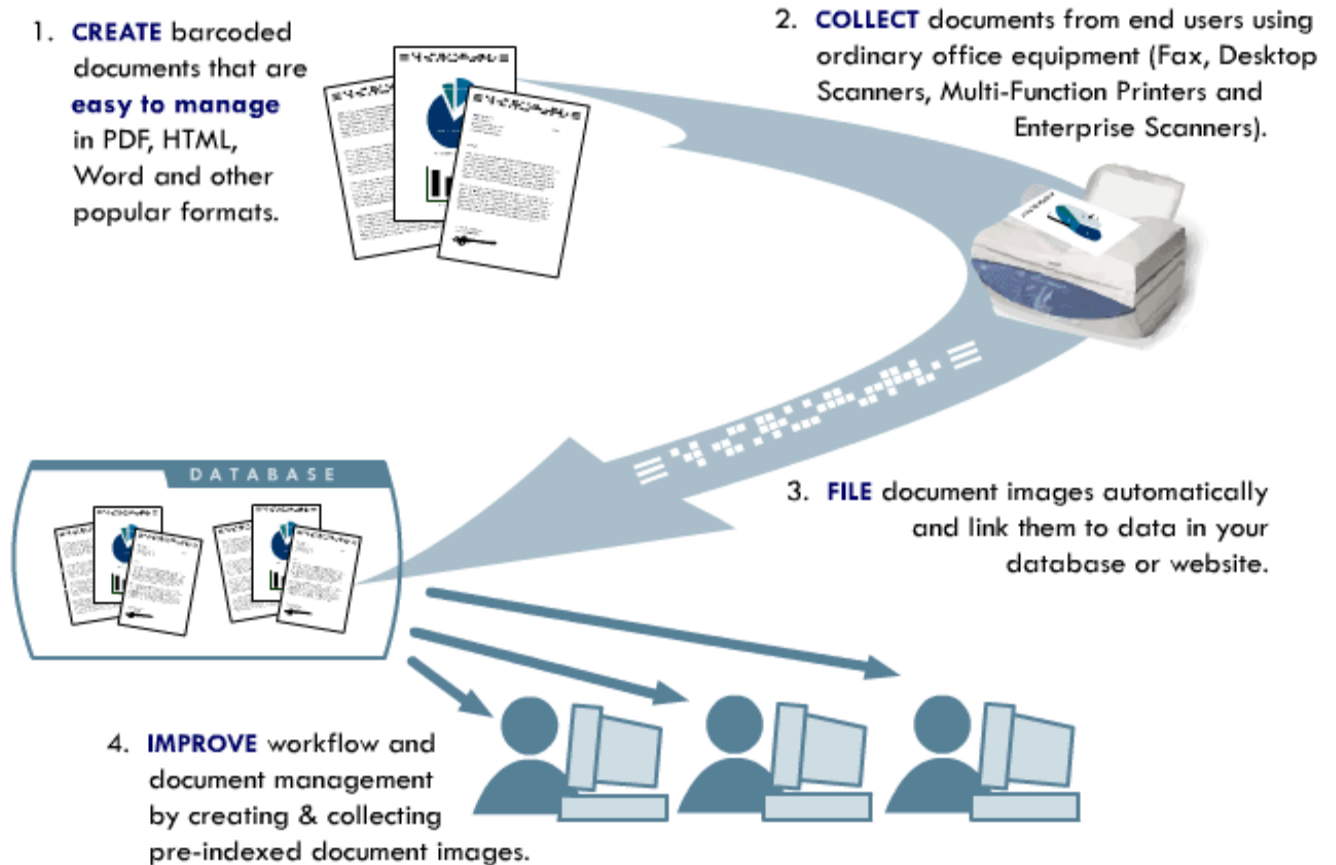 1. CREATE barcoded
documents that are
easy to manage
in PDF, HTML,
Word and other
popular formats.
2. COLLECT documents from end users using
ordinary office equipment (Fax, Desktop
Scanners, Multi-Function Printers and
Enterprise Scanners).
DATABASE
3. FILE document images automatically
and link them to data in your
database or website.
4. IMPROVE workflow and
document management
by creating & collecting
pre-indexed document images.